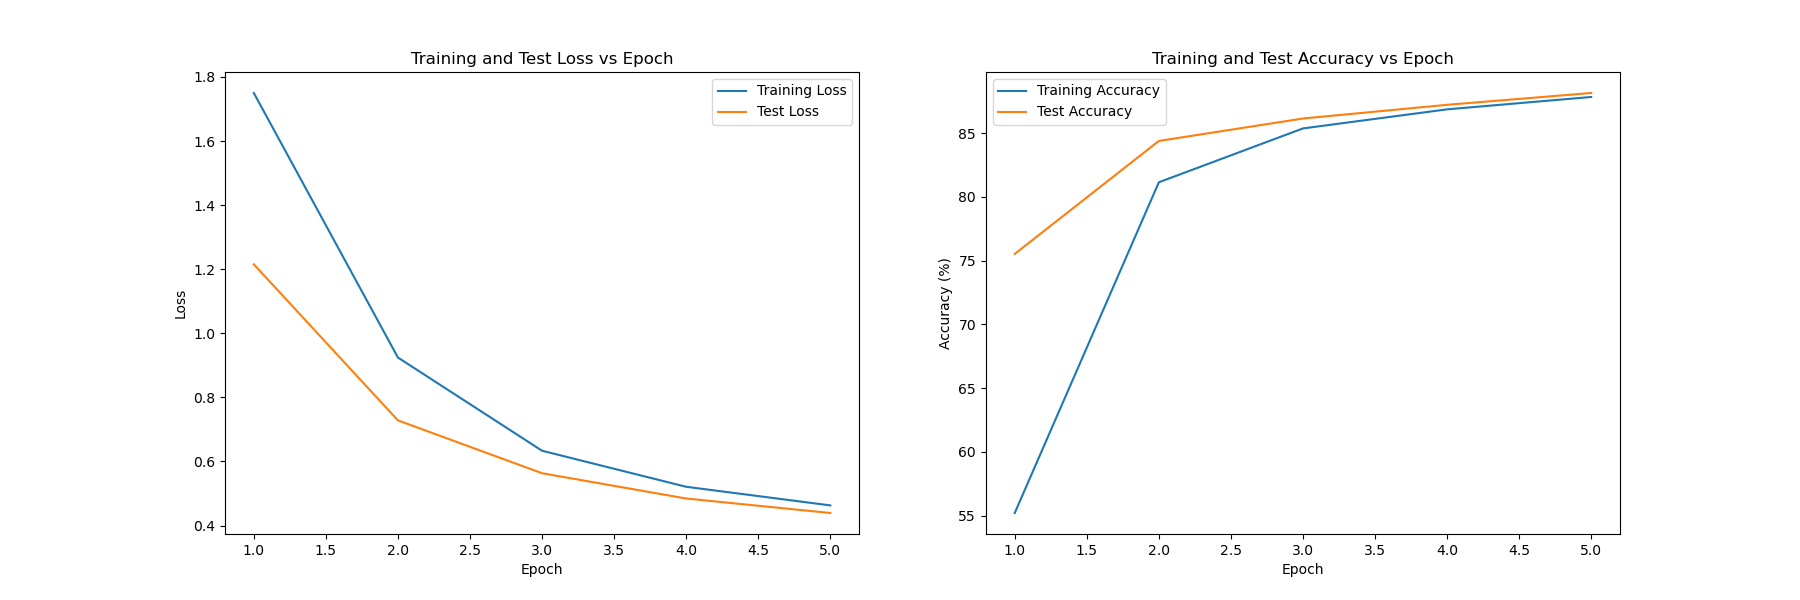 Training and Test Loss vs Epoch
1.8
1.6
1.4
1.2
1.0
0.8
0.6
0.4
Loss
Training Loss
Test Loss
1.0 1.5 2.0 2.5 3.0 3.5 4.0 4.5 5.0
Epoch
Training and Test Accuracy vs Epoch
85
80
75
70
65
60
55
Accuracy (%)
Training Accuracy
Test Accuracy
1.0 1.5 2.0 2.5 3.0 3.5 4.0 4.5 5.0
Epoch